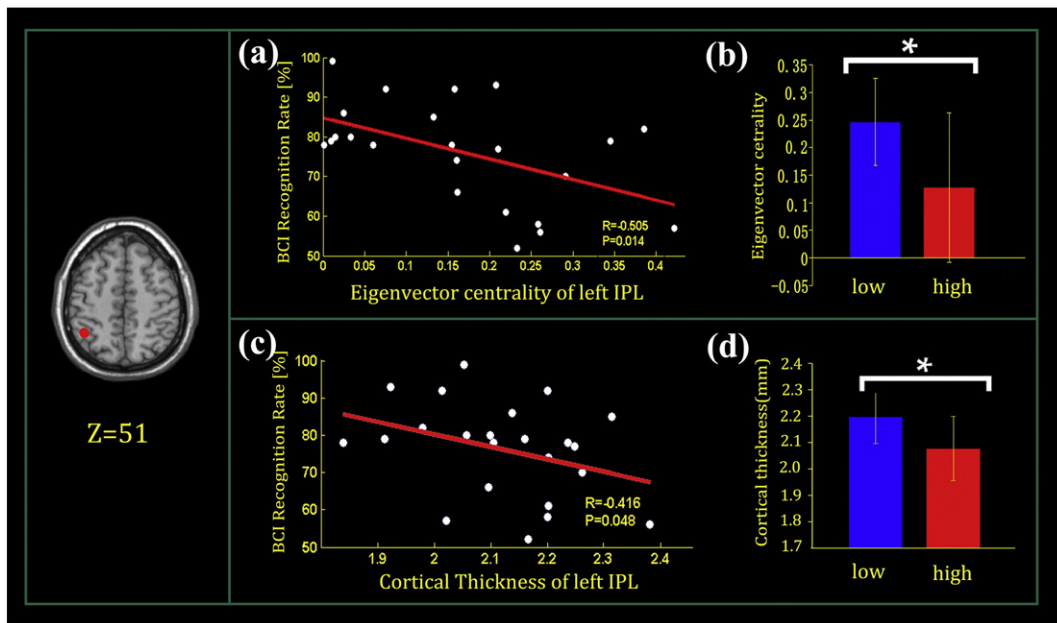 Z=51
(a)
BCI Recognition Rate [%]
100
90
80
70
60
50
R=-0.505
P=0.014
0 0.05 0.1 0.15 0.2 0.25 0.3 0.35 0.4
Eigenvector centrality of left IPL
(b)
*
Eigenvector cetrality
0.35
0.3
0.25
0.2
0.15
0.1
0.05
0
-0.05
low high
(c)
BCI Recognition Rate [%]
100
90
80
70
60
50
R=-0.416
P=0.048
1.9 2 2.1 2.2 2.3 2.4
Cortical Thickness of left IPL
(d)
*
Cortical thickness(mm)
2.4
2.3
2.2
2.1
2.0
1.9
1.8
1.7
low high